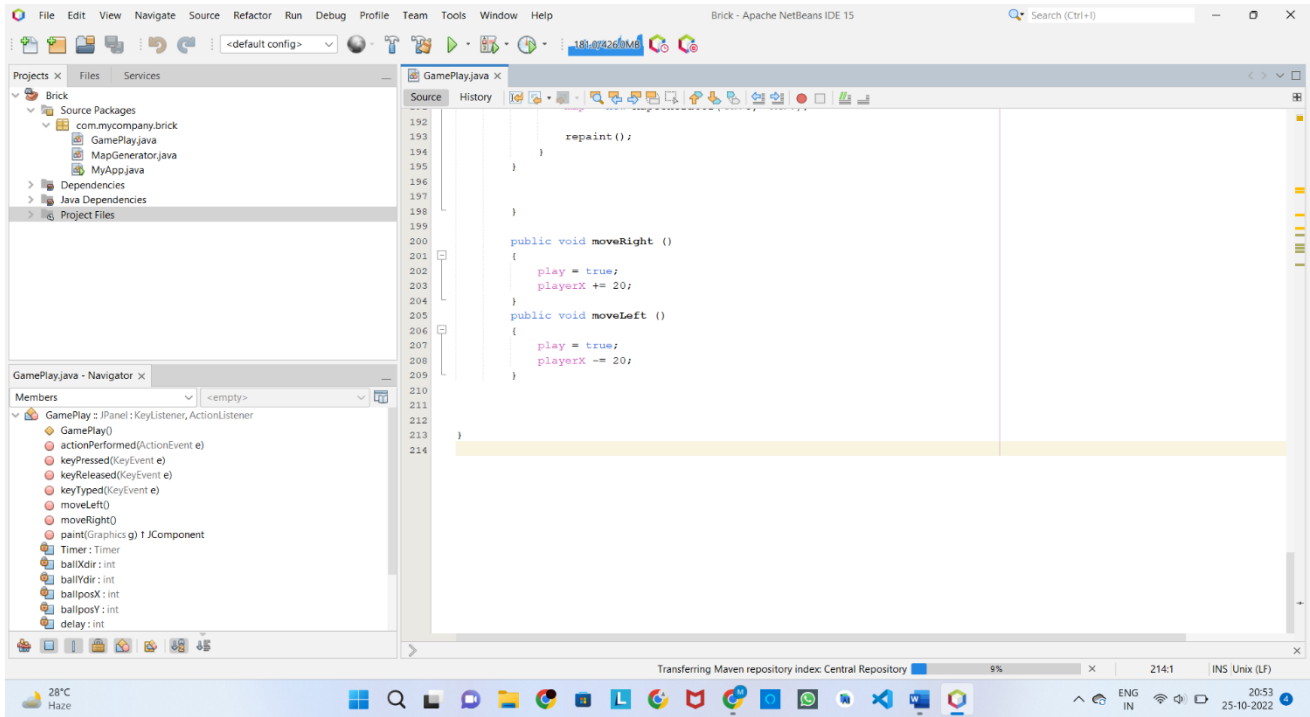 File Edit View Navigate Source Refactor Run Debug Profile Team Tools Window Help Brick - Apache NetBeans IDE 15 Search (Ctrl+I)
<default config> 181.0/426.0MB
Projects Files Services
Brick
Source Packages
com.mycompany.brick
GamePlay.java
MapGenerator.java
MyApp.java
Dependencies
Java Dependencies
Project Files
GamePlay.java - Navigator
Members <empty>
GamePlay :: JPanel : KeyListener, ActionListener
GamePlay()
actionPerformed(ActionEvent e)
keyPressed(KeyEvent e)
keyReleased(KeyEvent e)
keyTyped(KeyEvent e)
moveLeft()
moveRight()
paint(Graphics g) ↑ JComponent
Timer : Timer
ballXdir : int
ballYdir : int
ballposX : int
ballposY : int
delay : int
GamePlay.java
Source History
192
193 repaint();
194 }
195 }
196
197
198 }
199
200 public void moveRight ()
201 {
202 play = true;
203 playerX += 20;
204 }
205 public void moveLeft ()
206 {
207 play = true;
208 playerX -= 20;
209 }
210
211
212
213 }
214
Transferring Maven repository index: Central Repository 9% 214:1 INS Unix (LF)
28°C
Haze
ENG
IN
20:53
25-10-2022
4